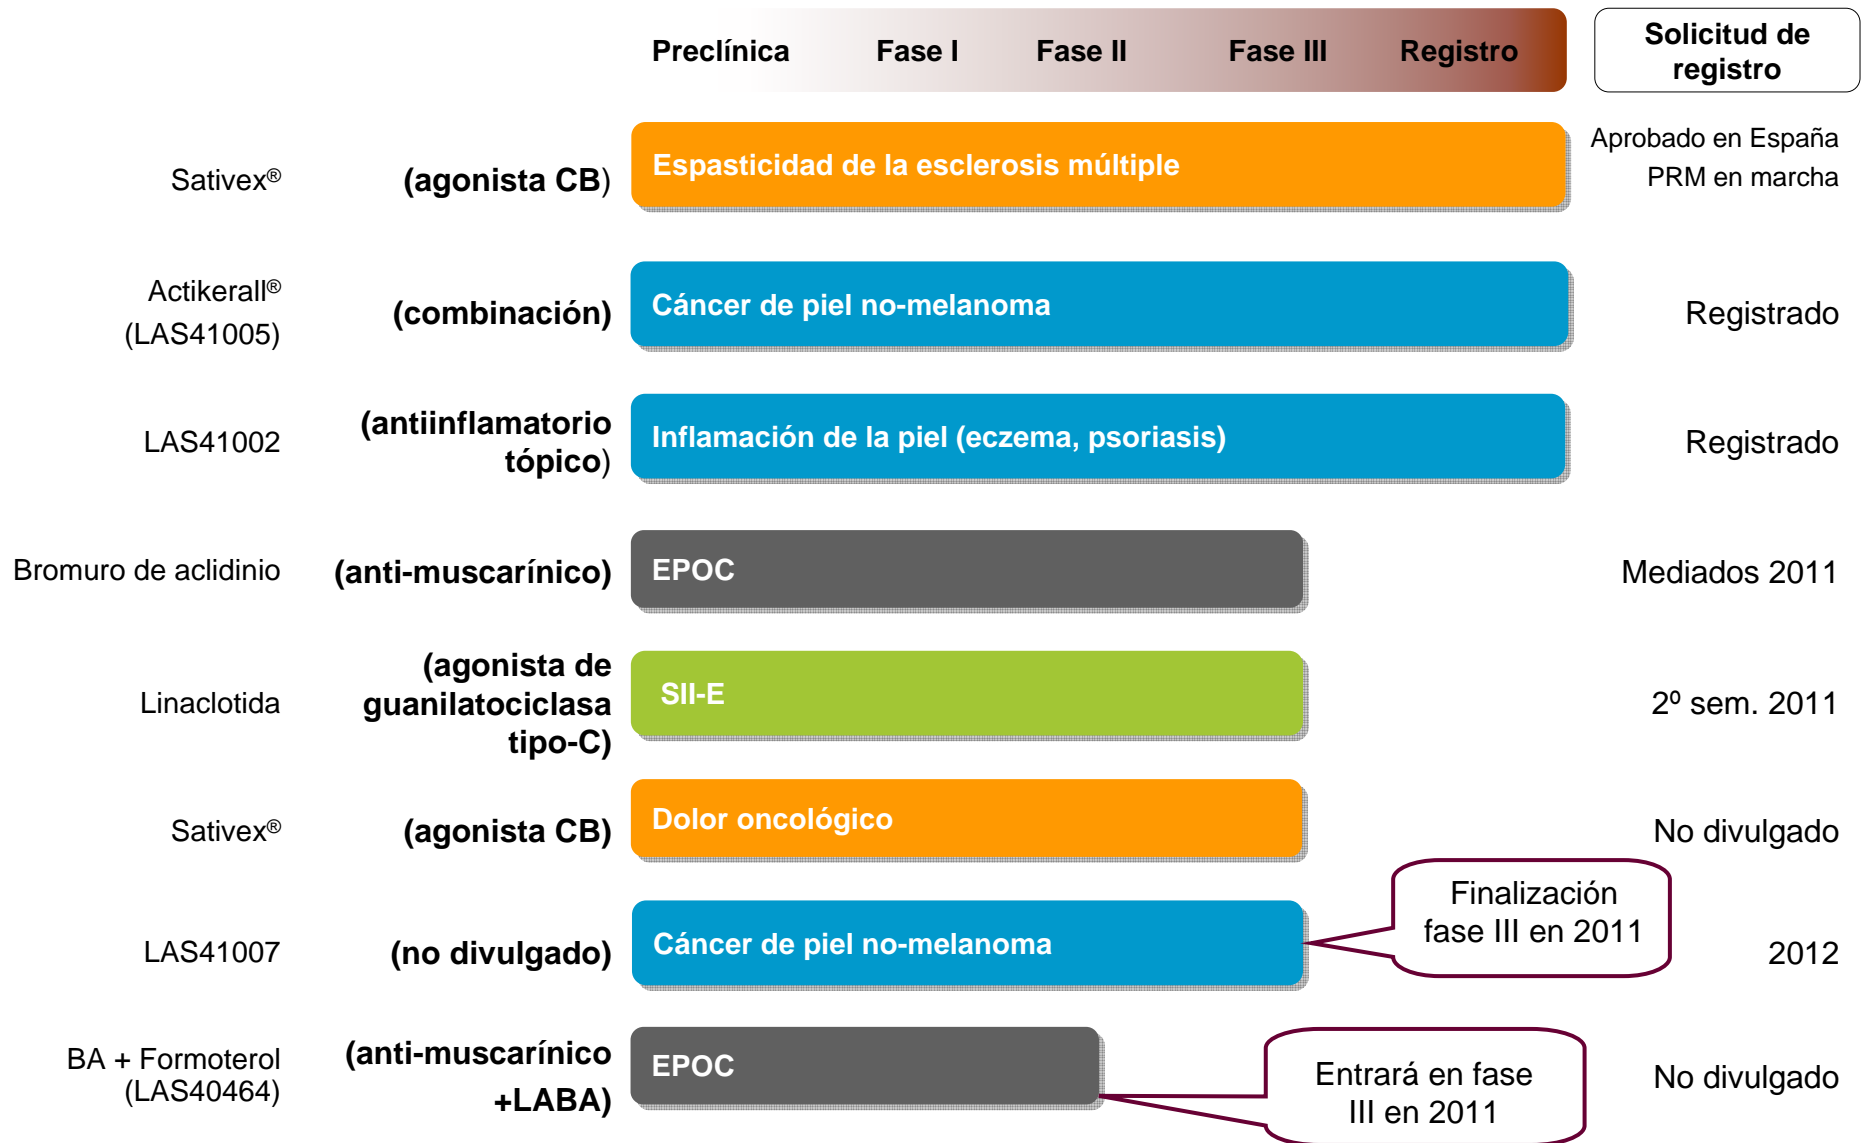 Preclínica Fase I Fase II Fase III Registro
Solicitud de
registro
Sativex®
(agonista CB)
Espasticidad de la esclerosis múltiple
Aprobado en España
PRM en marcha
Actikerall®
(LAS41005)
(combinación)
Cáncer de piel no-melanoma
Registrado
LAS41002
(antiinflamatorio
tópico)
Inflamación de la piel (eczema, psoriasis)
Registrado
Bromuro de aclidinio
(anti-muscarínico)
EPOC
Mediados 2011
Linaclotida
(agonista de
guanilatociclasa
tipo-C)
SII-E
2º sem. 2011
Sativex®
(agonista CB)
Dolor oncológico
No divulgado
LAS41007
(no divulgado)
Cáncer de piel no-melanoma
Finalización
fase III en 2011
2012
BA + Formoterol
(LAS40464)
(anti-muscarínico
+LABA)
EPOC
Entrará en fase
III en 2011
No divulgado